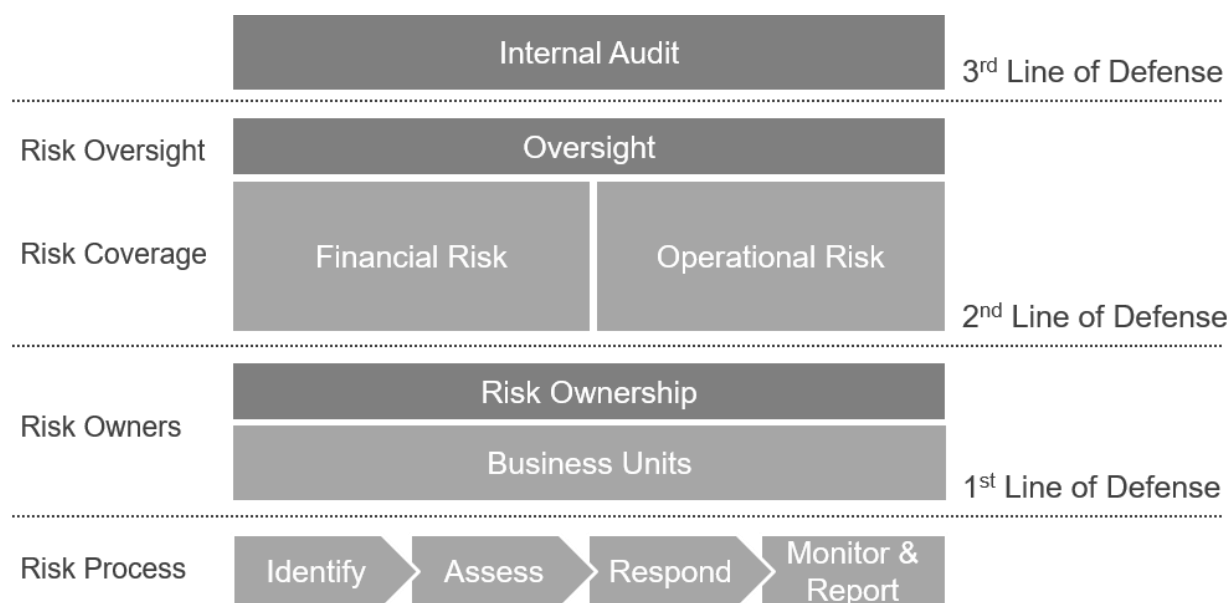 Internal Audit
3rd Line of Defense
Risk Oversight
Oversight
Risk Coverage
Financial Risk
Operational Risk
2nd Line of Defense
Risk Ownership
Risk Owners
Business Units
1st Line of Defense
Risk Process
Identify
Assess
Respond
Monitor &
Report